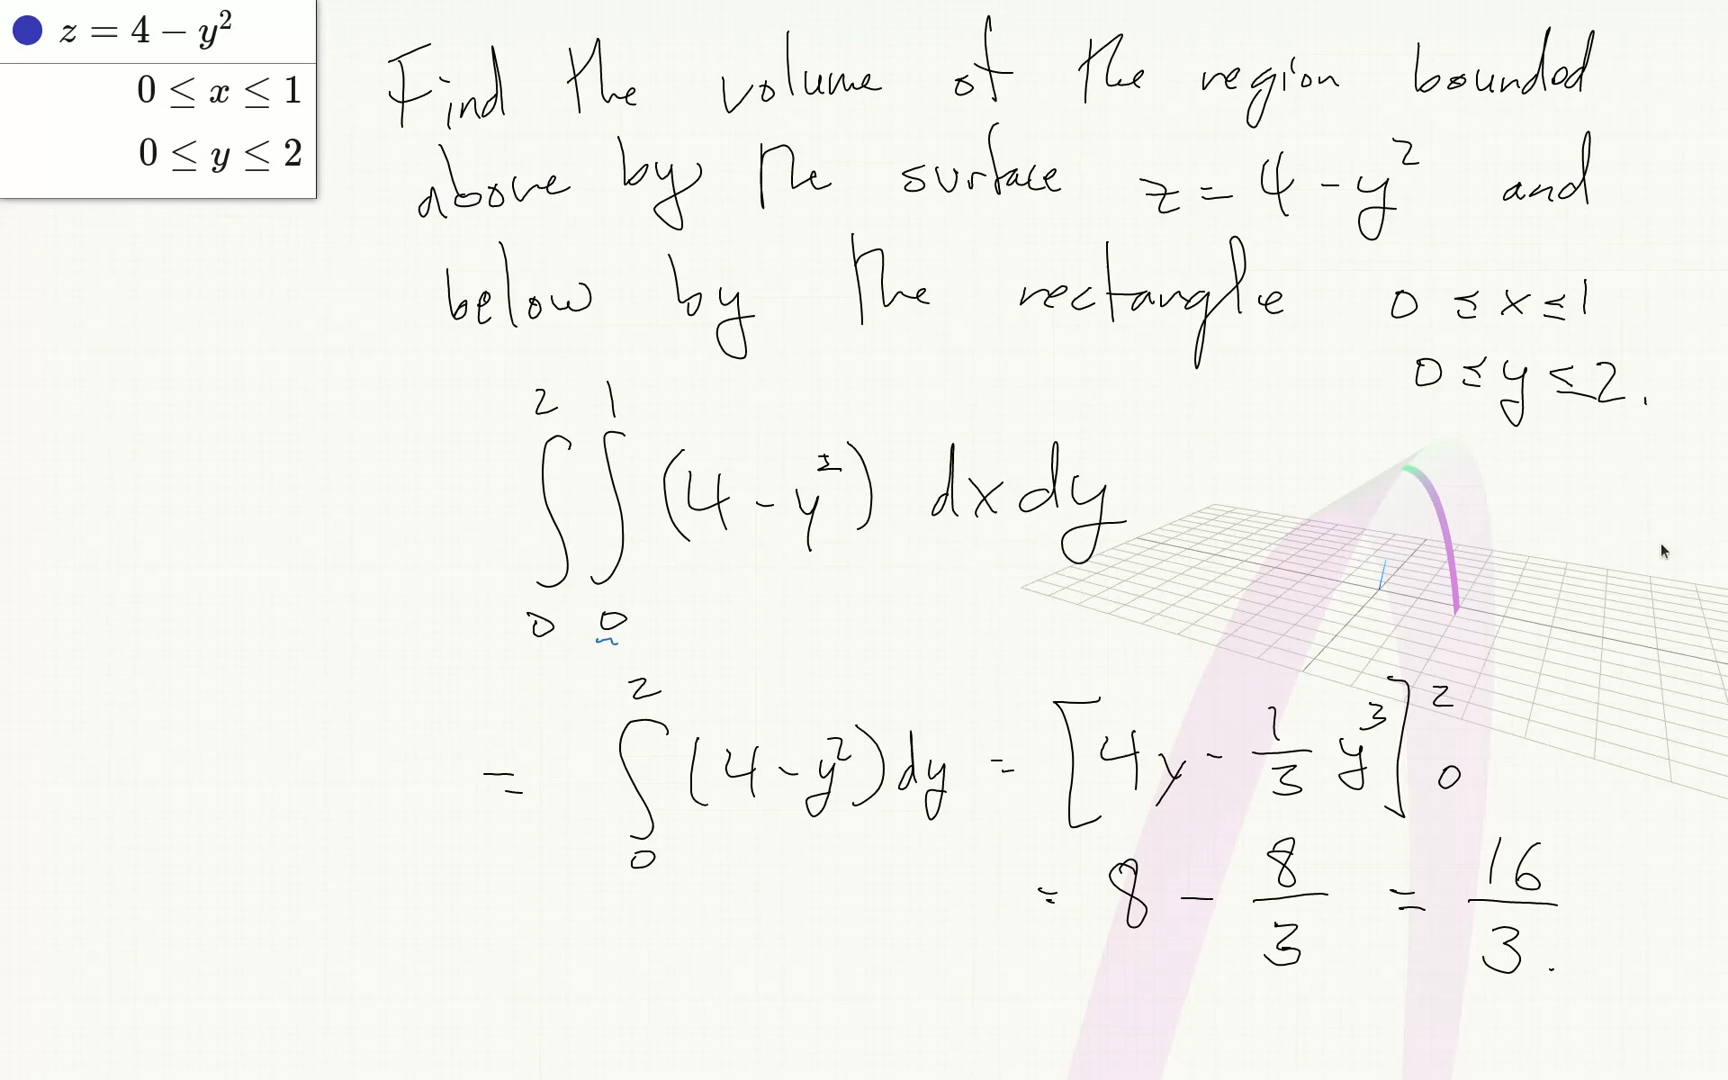 z = 4 − y²
0 ≤ x ≤ 1
0 ≤ y ≤ 2
Find the volume of the region bounded
above by the surface z = 4 − y² and
below by the rectangle 0 ≤ x ≤ 1
0 ≤ y ≤ 2.
∫₀² ∫₀¹ (4 − y²) dx dy
= ∫₀² (4 − y²) dy = [4y − 1/3 y³]₀²
= 8 − 8/3 = 16/3.